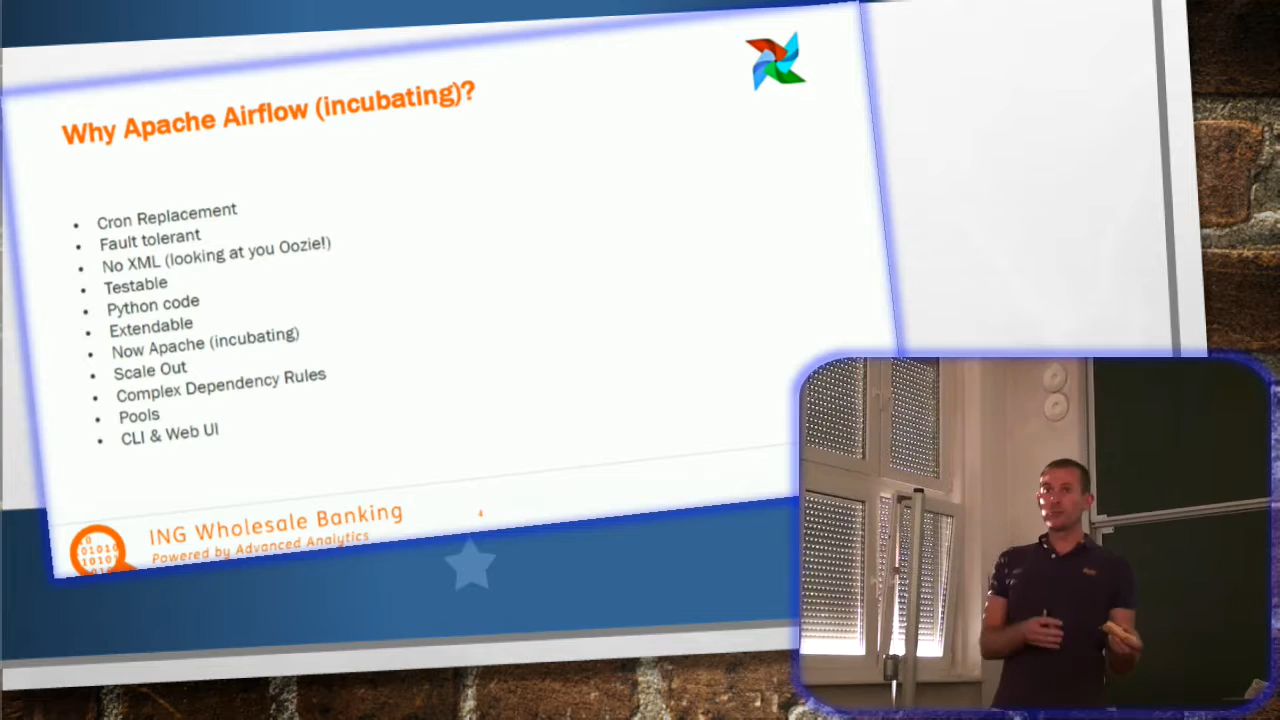 Why Apache Airflow (incubating)?
• Cron Replacement
• Fault tolerant
• No XML (looking at you Oozie!)
• Testable
• Python code
• Extendable
• Now Apache (incubating)
• Scale Out
• Complex Dependency Rules
• Pools
• CLI & Web UI
ING Wholesale Banking
Powered by Advanced Analytics
4